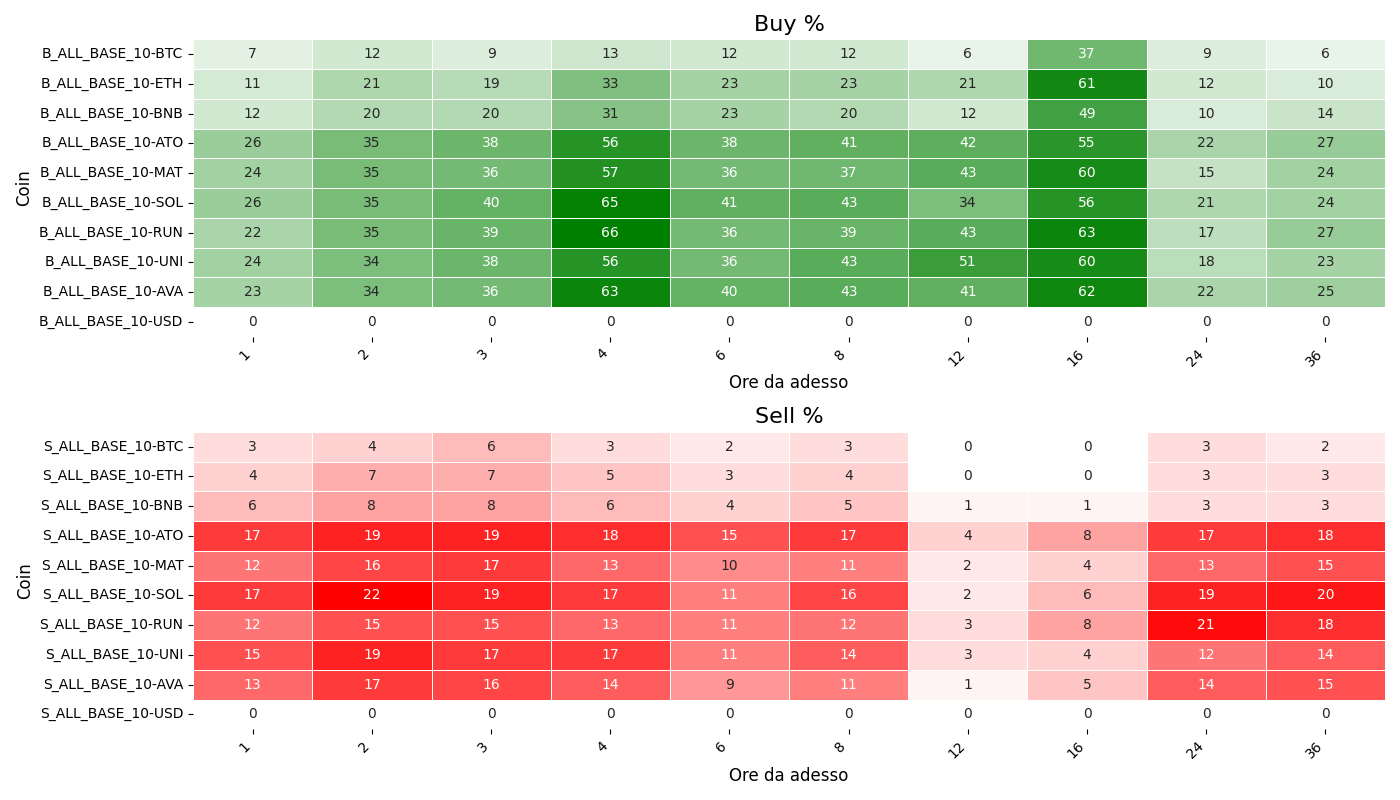 Buy %
Coin
B_ALL_BASE_10-BTC 7 12 9 13 12 12 6 37 9 6
B_ALL_BASE_10-ETH 11 21 19 33 23 23 21 61 12 10
B_ALL_BASE_10-BNB 12 20 20 31 23 20 12 49 10 14
B_ALL_BASE_10-ATO 26 35 38 56 38 41 42 55 22 27
B_ALL_BASE_10-MAT 24 35 36 57 36 37 43 60 15 24
B_ALL_BASE_10-SOL 26 35 40 65 41 43 34 56 21 24
B_ALL_BASE_10-RUN 22 35 39 66 36 39 43 63 17 27
B_ALL_BASE_10-UNI 24 34 38 56 36 43 51 60 18 23
B_ALL_BASE_10-AVA 23 34 36 63 40 43 41 62 22 25
B_ALL_BASE_10-USD 0 0 0 0 0 0 0 0 0 0
1 2 3 4 6 8 12 16 24 36
Ore da adesso
Sell %
Coin
S_ALL_BASE_10-BTC 3 4 6 3 2 3 0 0 3 2
S_ALL_BASE_10-ETH 4 7 7 5 3 4 0 0 3 3
S_ALL_BASE_10-BNB 6 8 8 6 4 5 1 1 3 3
S_ALL_BASE_10-ATO 17 19 19 18 15 17 4 8 17 18
S_ALL_BASE_10-MAT 12 16 17 13 10 11 2 4 13 15
S_ALL_BASE_10-SOL 17 22 19 17 11 16 2 6 19 20
S_ALL_BASE_10-RUN 12 15 15 13 11 12 3 8 21 18
S_ALL_BASE_10-UNI 15 19 17 17 11 14 3 4 12 14
S_ALL_BASE_10-AVA 13 17 16 14 9 11 1 5 14 15
S_ALL_BASE_10-USD 0 0 0 0 0 0 0 0 0 0
1 2 3 4 6 8 12 16 24 36
Ore da adesso